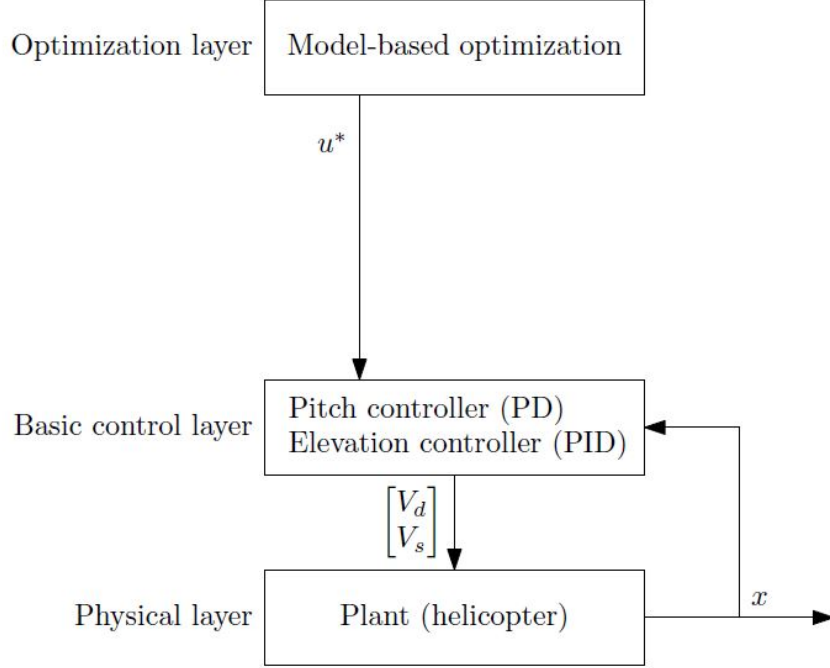 Optimization layer
Model-based optimization
u*
Basic control layer
Pitch controller (PD)
Elevation controller (PID)
[V_d
V_s]
Physical layer
Plant (helicopter)
x